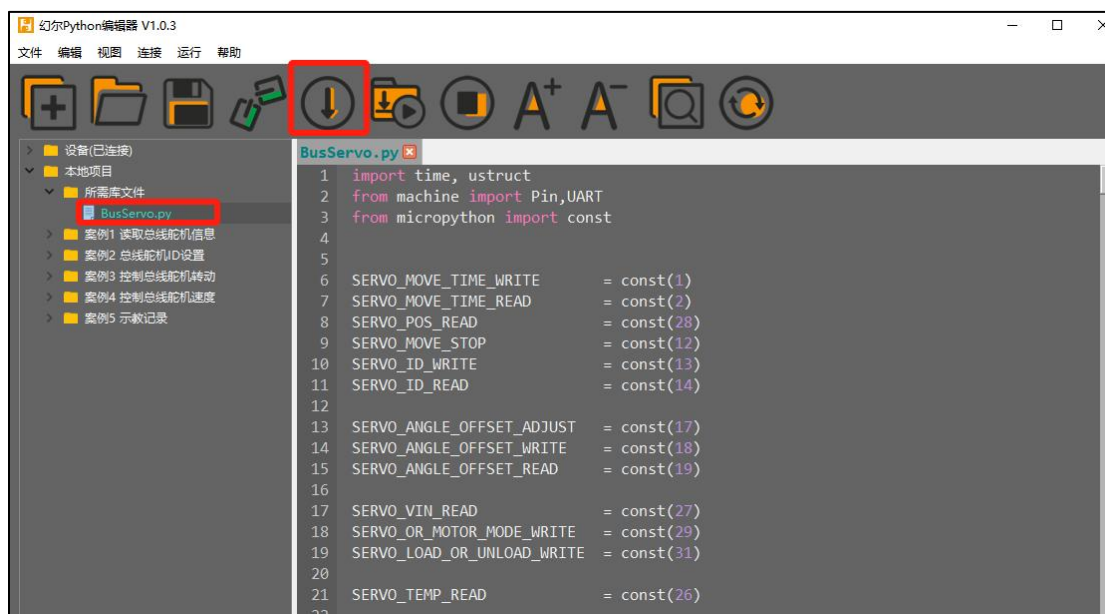 幻尔Python编辑器 V1.0.3
文件 编辑 视图 连接 运行 帮助
设备(已连接)
本地项目
所需库文件
BusServo.py
案例1 读取总线舵机信息
案例2 总线舵机ID设置
案例3 控制总线舵机转动
案例4 控制总线舵机速度
案例5 示教记录
BusServo.py
1 import time, ustruct
2 from machine import Pin,UART
3 from micropython import const
4
5
6 SERVO_MOVE_TIME_WRITE = const(1)
7 SERVO_MOVE_TIME_READ = const(2)
8 SERVO_POS_READ = const(28)
9 SERVO_MOVE_STOP = const(12)
10 SERVO_ID_WRITE = const(13)
11 SERVO_ID_READ = const(14)
12
13 SERVO_ANGLE_OFFSET_ADJUST = const(17)
14 SERVO_ANGLE_OFFSET_WRITE = const(18)
15 SERVO_ANGLE_OFFSET_READ = const(19)
16
17 SERVO_VIN_READ = const(27)
18 SERVO_OR_MOTOR_MODE_WRITE = const(29)
19 SERVO_LOAD_OR_UNLOAD_WRITE = const(31)
20
21 SERVO_TEMP_READ = const(26)